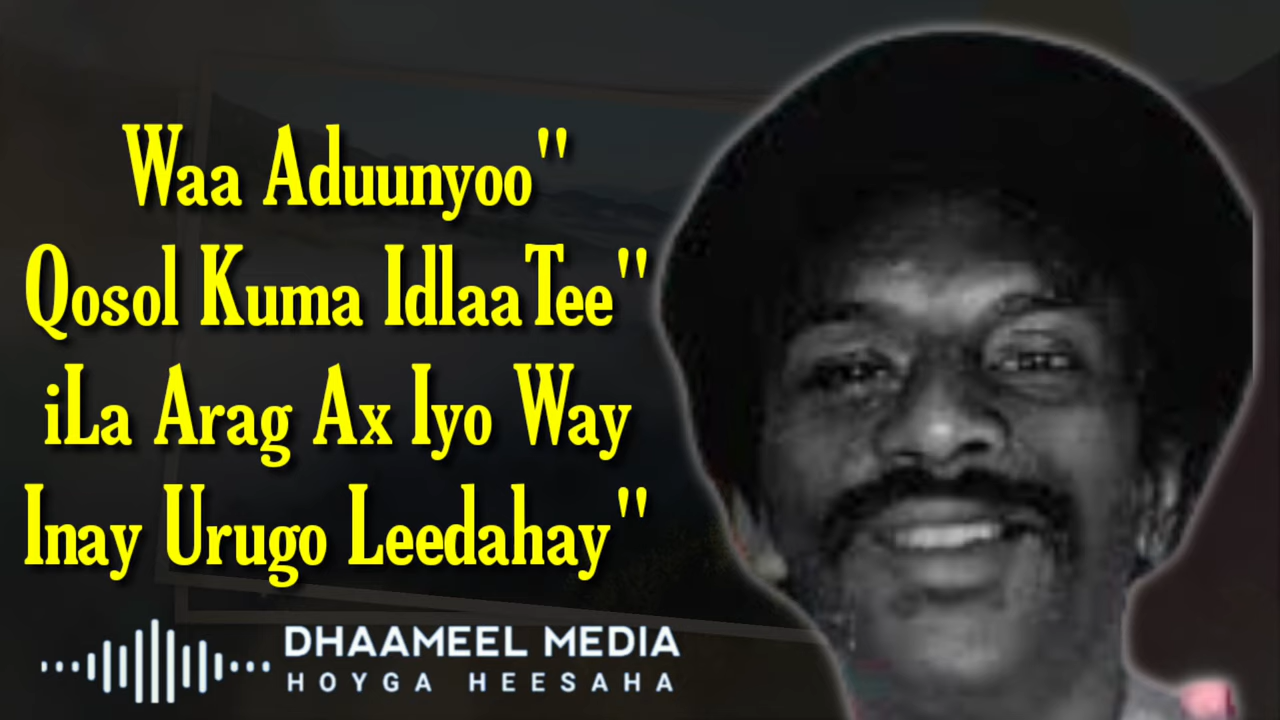 Waa Aduunyoo"
Qosol Kuma IdlaaTee"
iLa Arag Ax Iyo Way
Inay Urugo Leedahay"
DHAAMEEL MEDIA
HOYGA HEESAHA